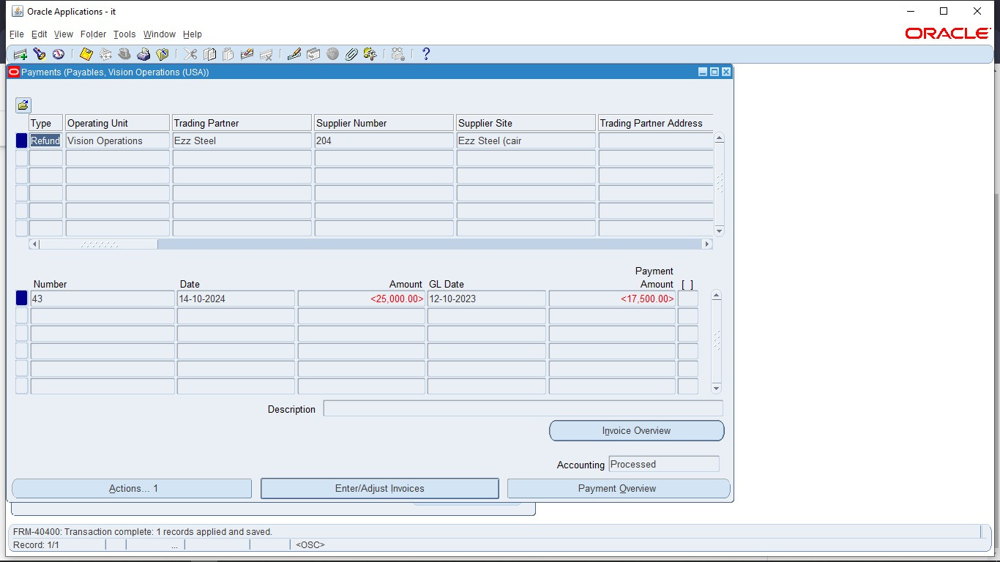 Oracle Applications - it
File Edit View Folder Tools Window Help
ORACLE
Payments (Payables, Vision Operations (USA))
Type Operating Unit Trading Partner Supplier Number Supplier Site Trading Partner Address
Refund Vision Operations Ezz Steel 204 Ezz Steel (cair
Payment
Number Date Amount GL Date Amount [ ]
43 14-10-2024 <25,000.00> 12-10-2023 <17,500.00>
Description
Invoice Overview
Accounting Processed
Actions... 1 Enter/Adjust Invoices Payment Overview
FRM-40400: Transaction complete: 1 records applied and saved.
Record: 1/1 ... <OSC>